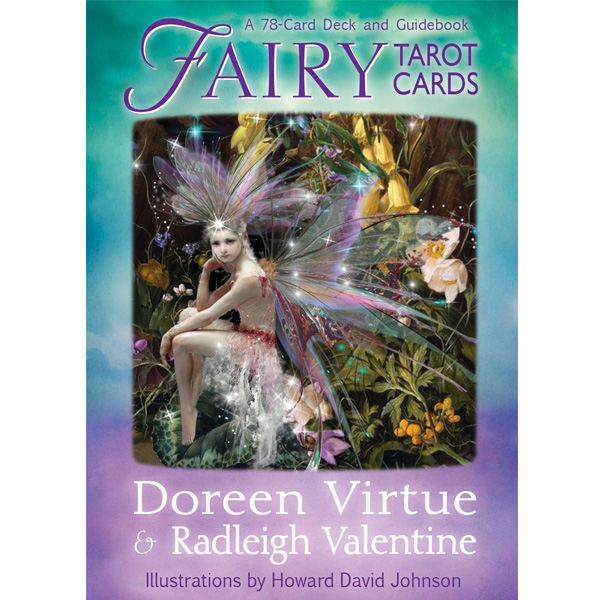 A 78-Card Deck and Guidebook
FAIRY TAROT
CARDS
Doreen Virtue
& Radleigh Valentine
Illustrations by Howard David Johnson